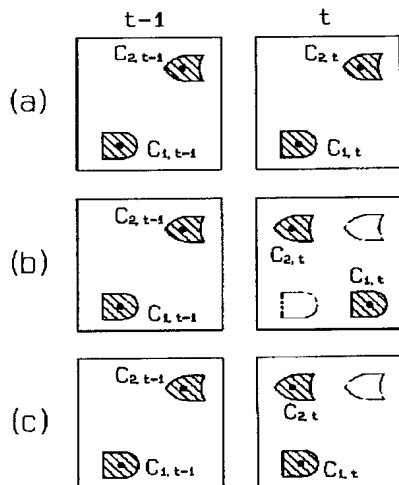 t-1 t
(a)
C2,t-1 C2,t
C1,t-1 C1,t
(b)
C2,t-1 C2,t
C1,t
C1,t-1
(c)
C2,t-1 C2,t
C1,t-1 C1,t